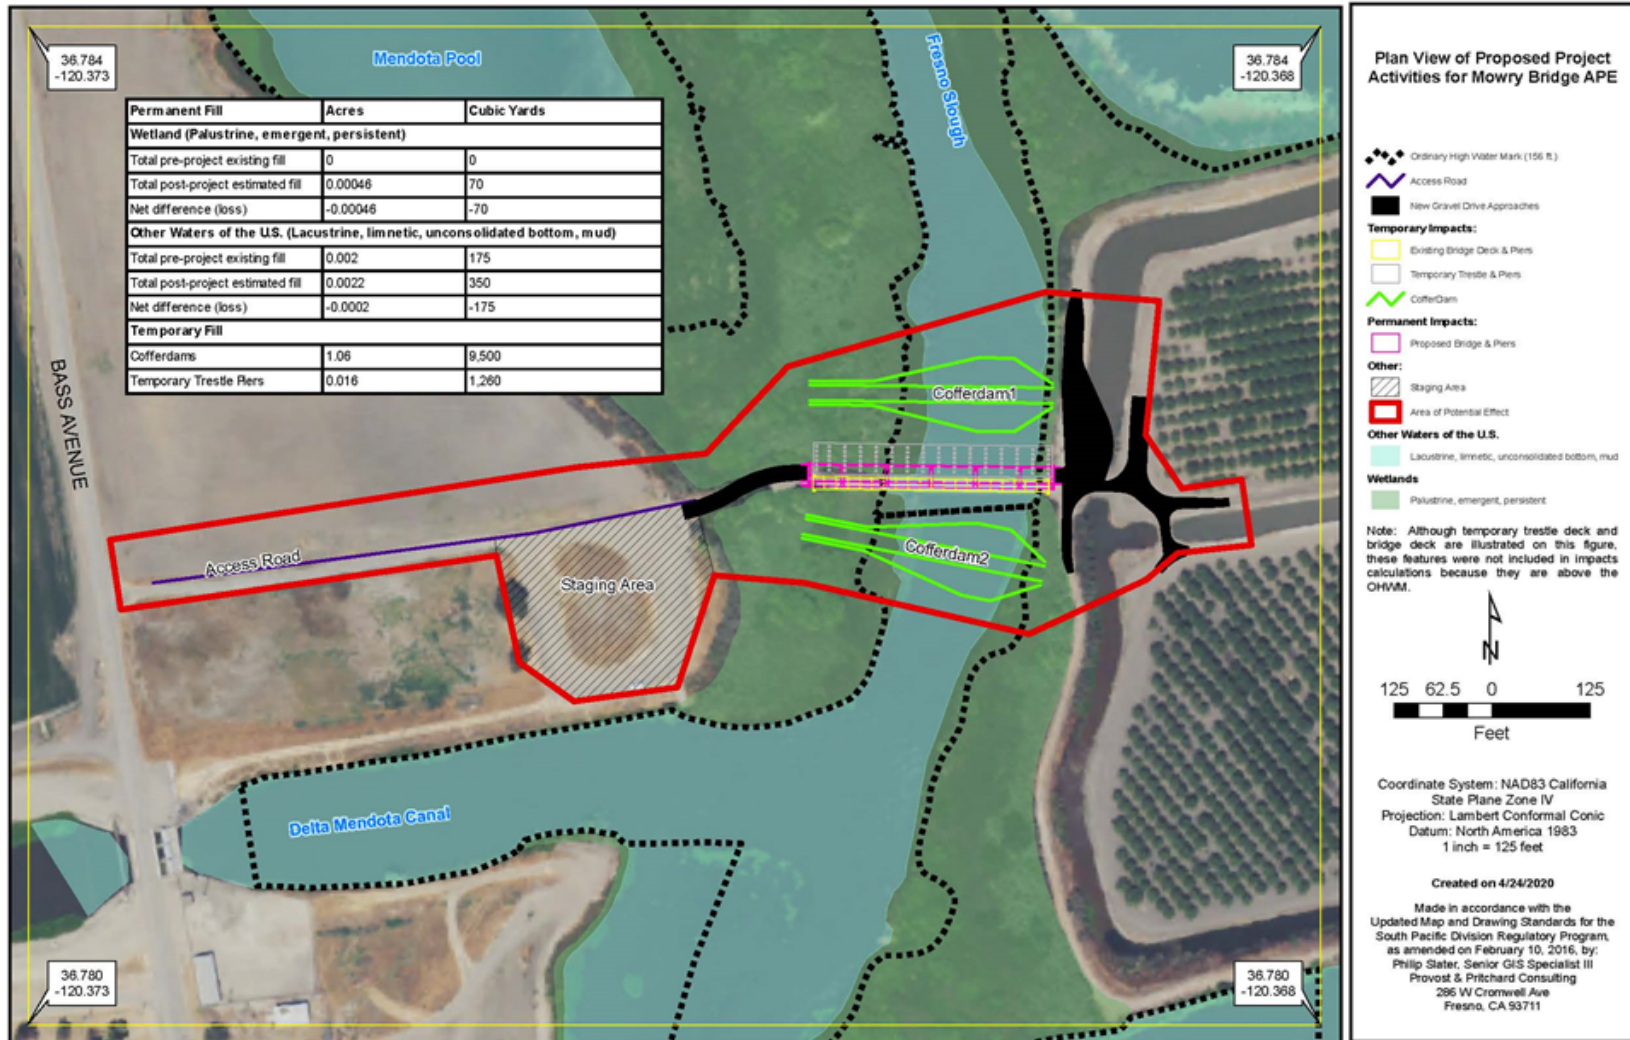 36.784
-120.373
Mendota Pool
Fresno Slough
36.784
-120.368
Permanent Fill Acres Cubic Yards
Wetland (Palustrine, emergent, persistent)
Total pre-project existing fill 0 0
Total post-project estimated fill 0.00046 70
Net difference (loss) -0.00046 -70
Other Waters of the U.S. (Lacustrine, limnetic, unconsolidated bottom, mud)
Total pre-project existing fill 0.002 175
Total post-project estimated fill 0.0022 350
Net difference (loss) -0.0002 -175
Temporary Fill
Cofferdams 1.06 9,500
Temporary Trestle Piers 0.016 1,260
BASS AVENUE
Cofferdam1
Cofferdam2
Access Road
Staging Area
Delta Mendota Canal
36.780
-120.373
36.780
-120.368
Plan View of Proposed Project
Activities for Mowry Bridge APE
Ordinary High Water Mark (156 ft.)
Access Road
New Gravel Drive Approaches
Temporary Impacts:
Existing Bridge Deck & Piers
Temporary Trestle & Piers
CofferDam
Permanent Impacts:
Proposed Bridge & Piers
Other:
Staging Area
Area of Potential Effect
Other Waters of the U.S.
Lacustrine, limnetic, unconsolidated bottom, mud
Wetlands
Palustrine, emergent, persistent
Note: Although temporary trestle deck and
bridge deck are illustrated on this figure,
these features were not included in impacts
calculations because they are above the
OHWM.
N
125 62.5 0 125
Feet
Coordinate System: NAD83 California
State Plane Zone IV
Projection: Lambert Conformal Conic
Datum: North America 1983
1 inch = 125 feet
Created on 4/24/2020
Made in accordance with the
Updated Map and Drawing Standards for the
South Pacific Division Regulatory Program,
as amended on February 10, 2016, by:
Philip Slater, Senior GIS Specialist III
Provost & Pritchard Consulting
286 W Cromwell Ave
Fresno, CA 93711